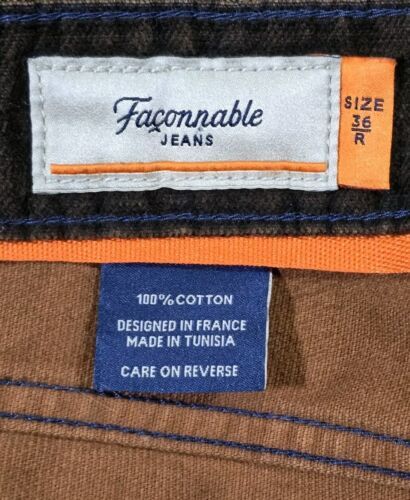 Façonnable
JEANS
SIZE
36
R
100% COTTON
DESIGNED IN FRANCE
MADE IN TUNISIA
CARE ON REVERSE